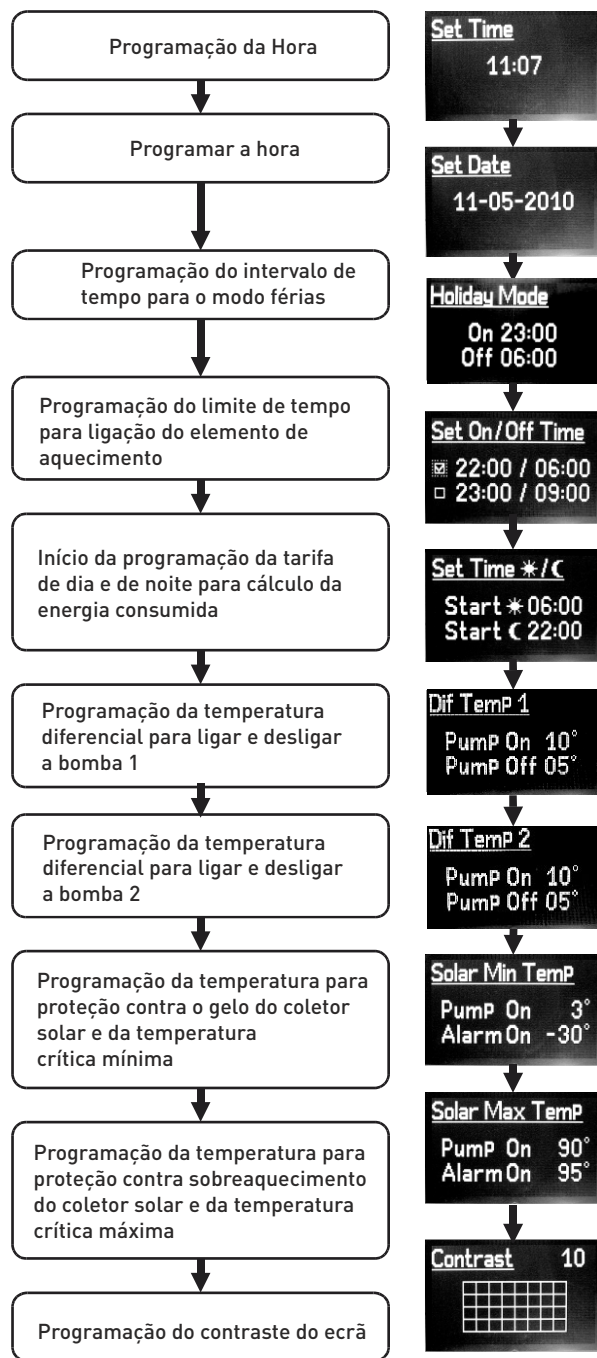 Programação da Hora
Set Time
11:07
Programar a hora
Set Date
11-05-2010
Programação do intervalo de
tempo para o modo férias
Holiday Mode
On 23:00
Off 06:00
Programação do limite de tempo
para ligação do elemento de
aquecimento
Set On/Off Time
22:00 / 06:00
23:00 / 09:00
Início da programação da tarifa
de dia e de noite para cálculo da
energia consumida
Set Time ☀/☾
Start ☀ 06:00
Start ☾ 22:00
Programação da temperatura
diferencial para ligar e desligar
a bomba 1
Dif Temp 1
Pump On 10°
Pump Off 05°
Programação da temperatura
diferencial para ligar e desligar
a bomba 2
Dif Temp 2
Pump On 10°
Pump Off 05°
Programação da temperatura para
proteção contra o gelo do coletor
solar e da temperatura
crítica mínima
Solar Min Temp
Pump On 3°
Alarm On -30°
Programação da temperatura para
proteção contra sobreaquecimento
do coletor solar e da temperatura
crítica máxima
Solar Max Temp
Pump On 90°
Alarm On 95°
Programação do contraste do ecrã
Contrast 10